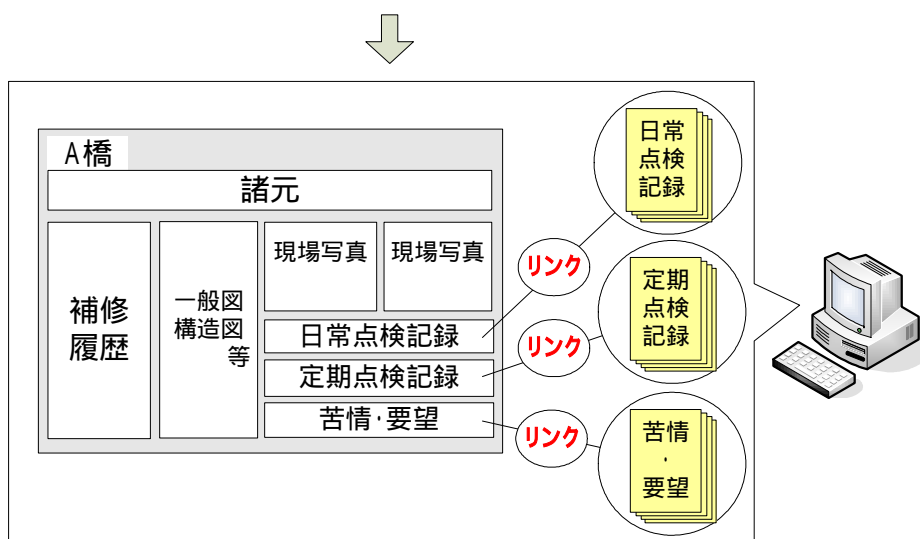 A橋
諸元
補修
履歴
一般図
構造図
等
現場写真
現場写真
日常点検記録
定期点検記録
苦情・要望
リンク
リンク
リンク
日常
点検
記録
定期
点検
記録
苦情
・
要望